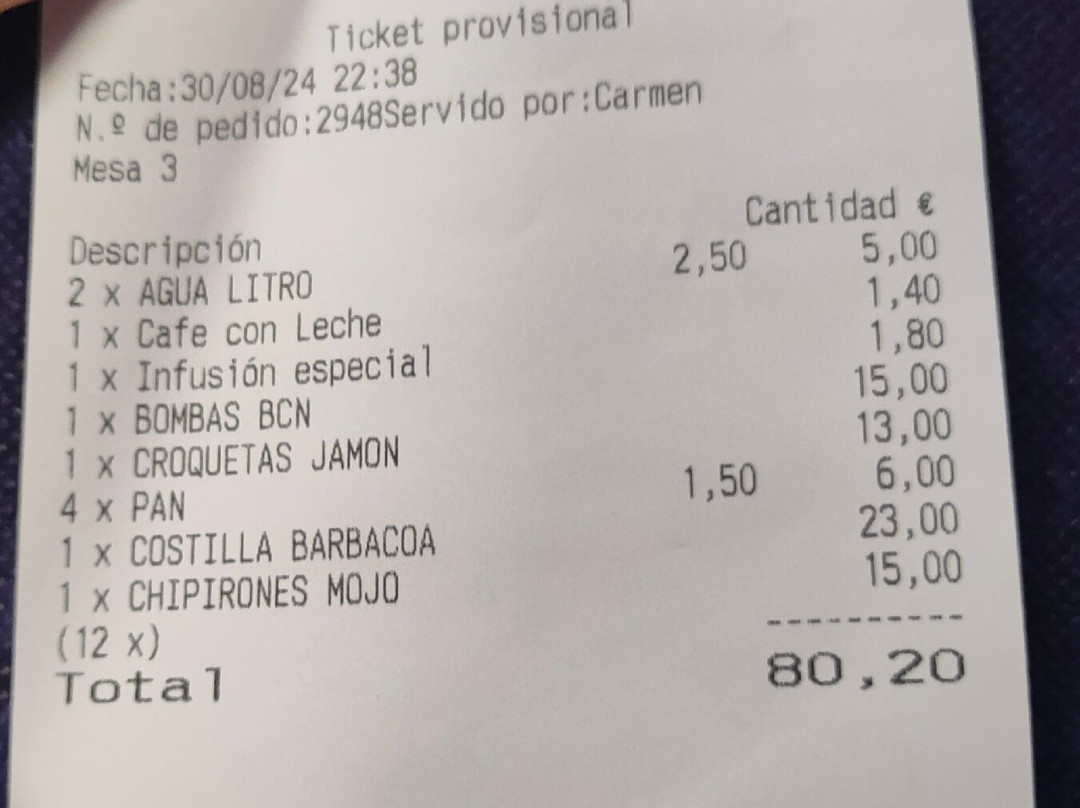 Ticket provisional
Fecha:30/08/24 22:38
N.º de pedido:2948Servido por:Carmen
Mesa 3
Cantidad €
Descripción
2 x AGUA LITRO 2,50 5,00
1 x Cafe con Leche 1,40
1 x Infusión especial 1,80
1 x BOMBAS BCN 15,00
1 x CROQUETAS JAMON 13,00
4 x PAN 1,50 6,00
1 x COSTILLA BARBACOA 23,00
1 x CHIPIRONES MOJO 15,00
(12 x) ----------
Total 80,20